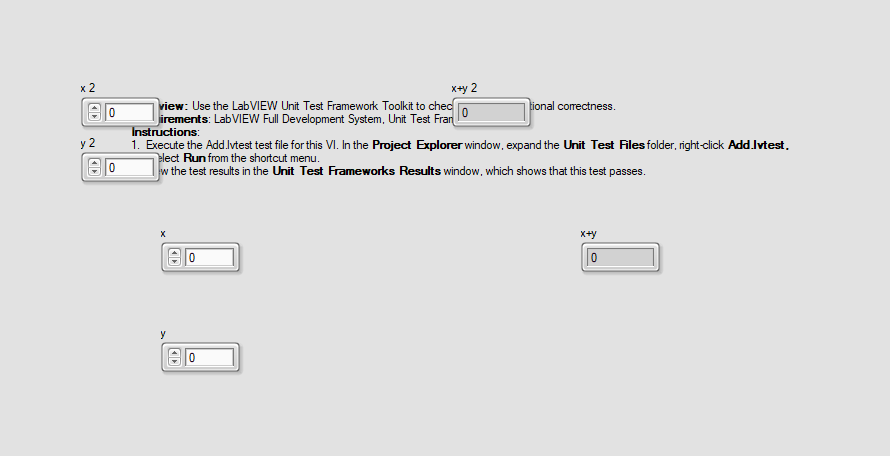 x 2
x+y 2
0
view: Use the LabVIEW Unit Test Framework Toolkit to chec
ional correctness.
0
irements: LabVIEW Full Development System, Unit Test Fra
Instructions:
y 2
1. Execute the Add.lvtest test file for this VI. In the Project Explorer window, expand the Unit Test Files folder, right-click Add.lvtest,
0
elect Run from the shortcut menu.
w the test results in the Unit Test Frameworks Results window, which shows that this test passes.
x
x+y
0
0
y
0